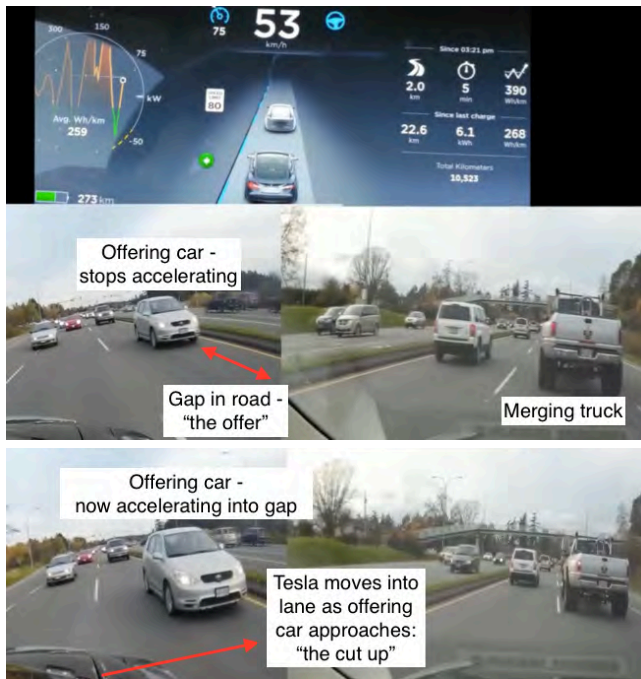 300
150
75
kW
-50
Avg. Wh/km
259
273 km
75
53
km/h
80
Since 03:21 pm
2.0
km
5
min
390
Wh/km
Since last charge
22.6
km
6.1
kWh
268
Wh/km
Total Kilometers
10,323
Offering car -
stops accelerating
Gap in road -
“the offer”
Merging truck
Offering car -
now accelerating into gap
Tesla moves into
lane as offering
car approaches:
“the cut up”